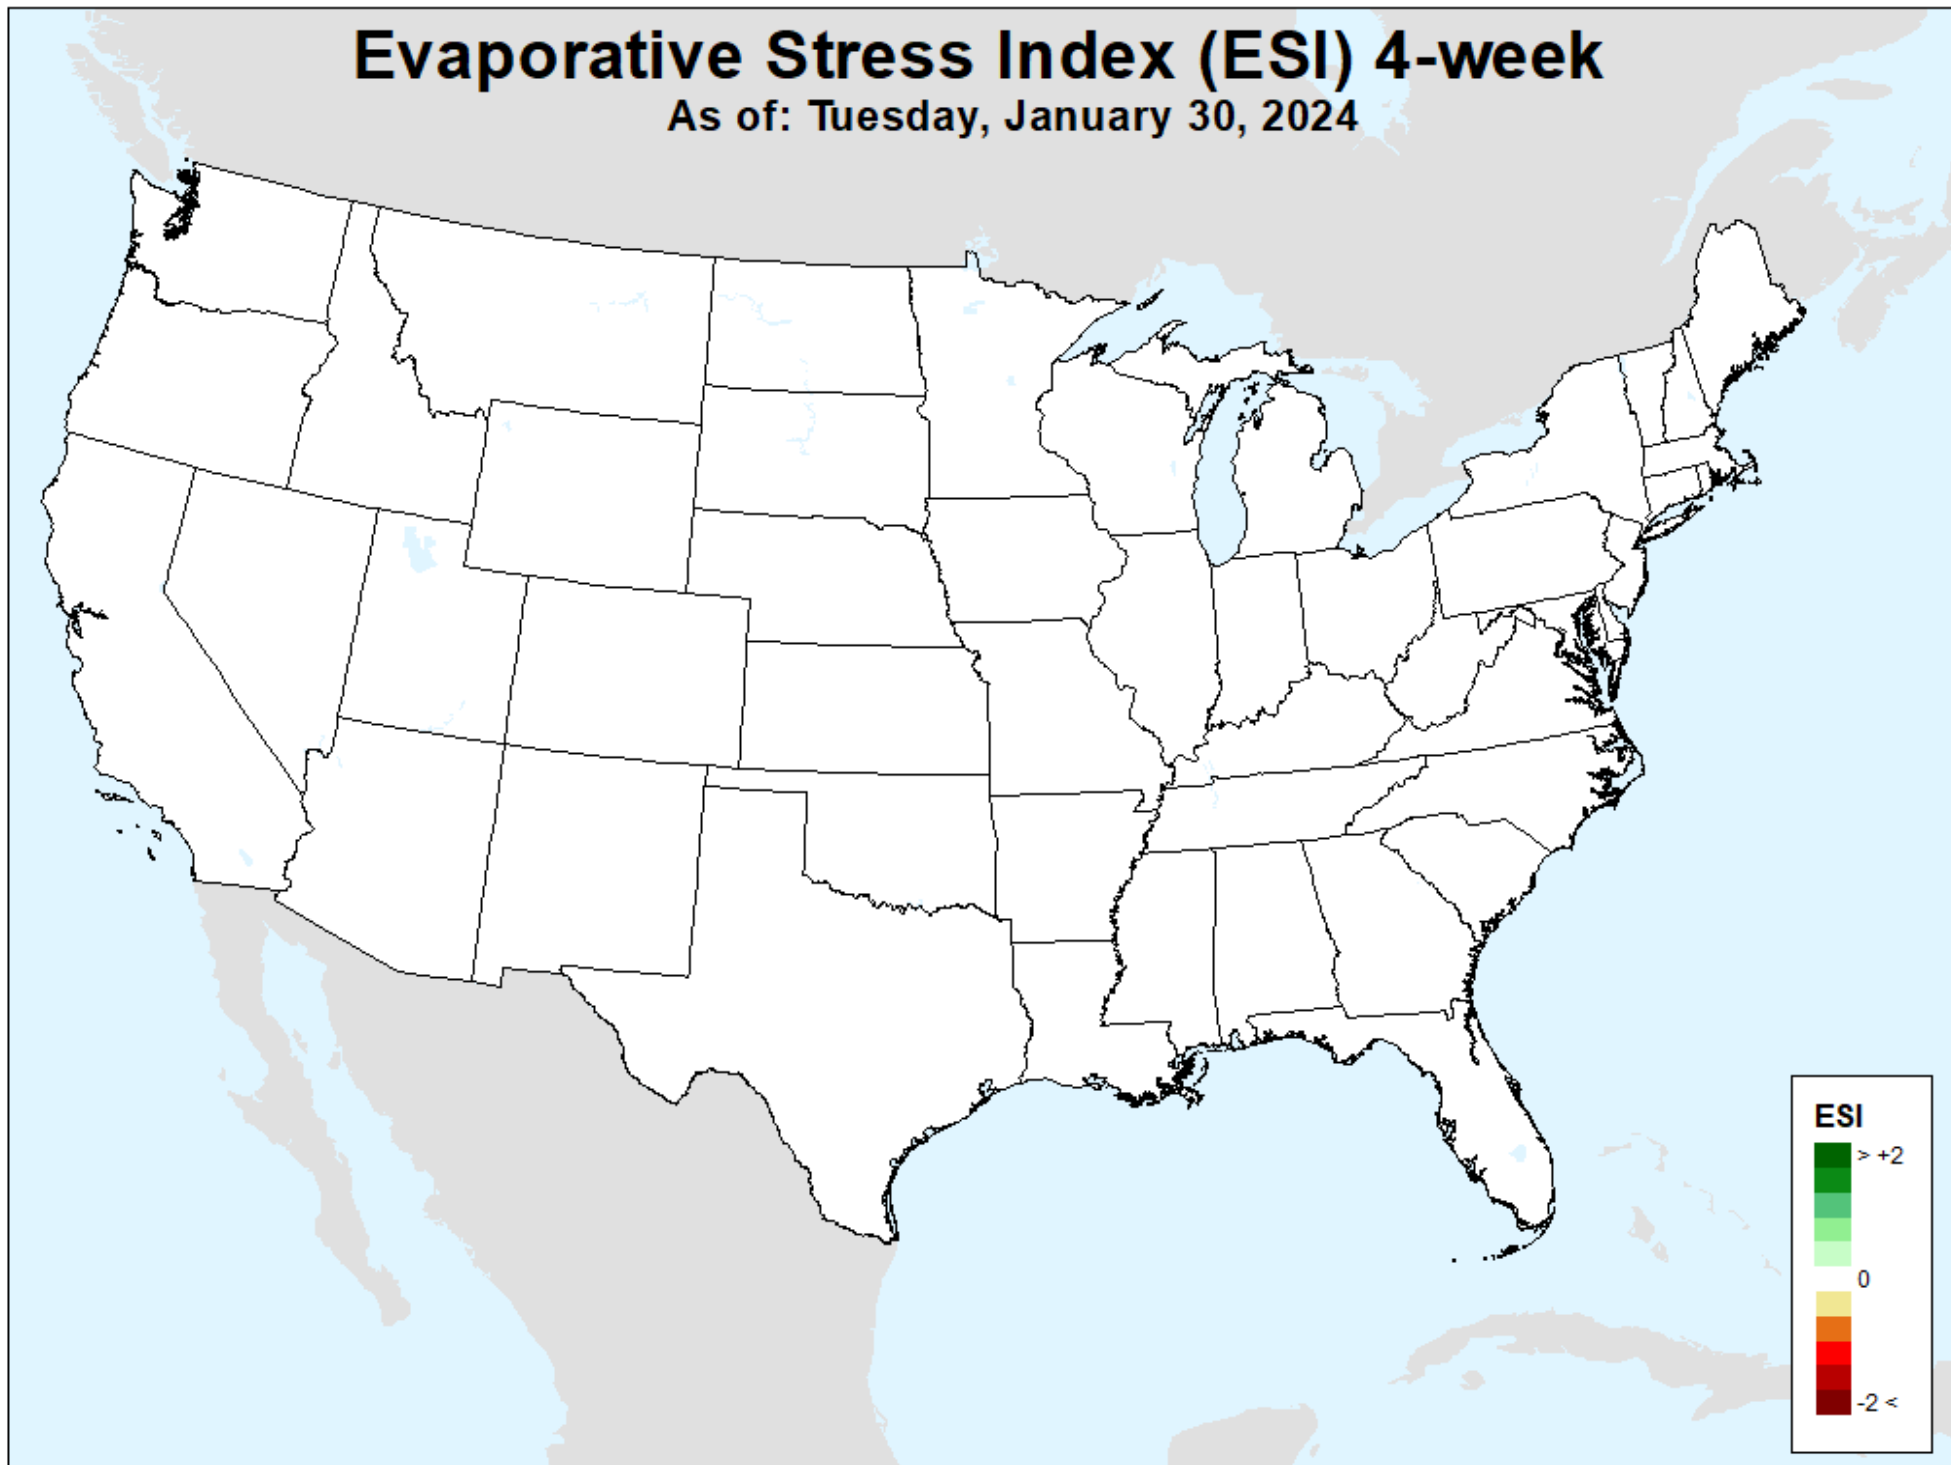 Evaporative Stress Index (ESI) 4-week
As of: Tuesday, January 30, 2024
ESI
> +2
0
-2 <